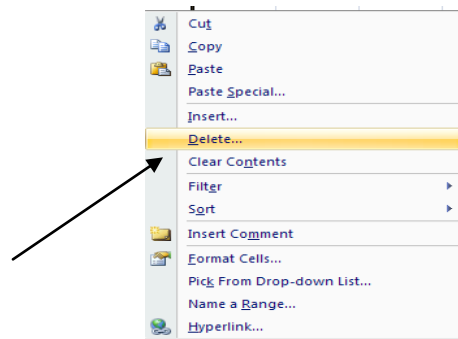 Cut
Copy
Paste
Paste Special...
Insert...
Delete...
Clear Contents
Filter
Sort
Insert Comment
Format Cells...
Pick From Drop-down List...
Name a Range...
Hyperlink...